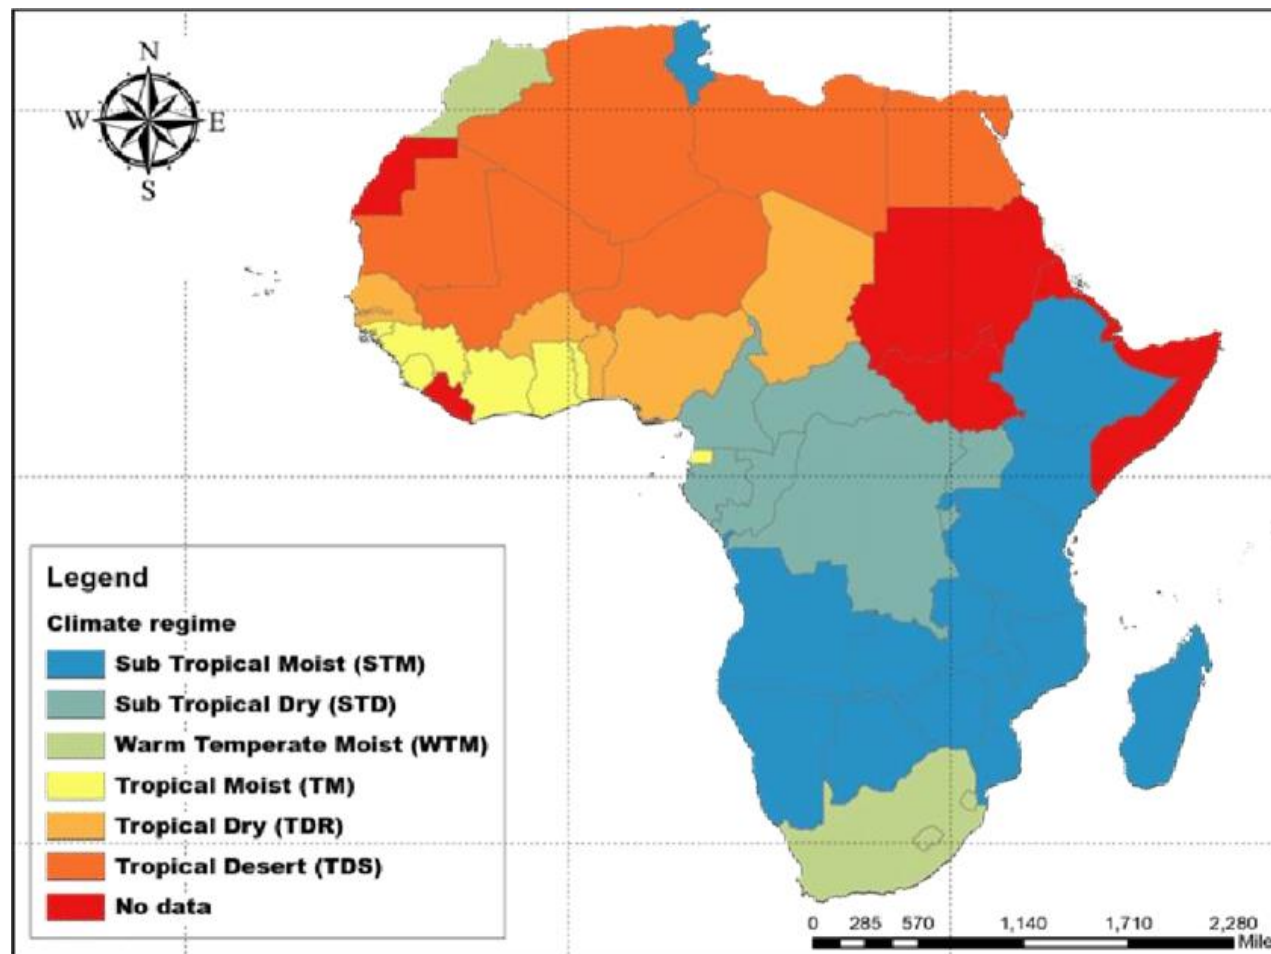 N
W E
S
Legend
Climate regime
Sub Tropical Moist (STM)
Sub Tropical Dry (STD)
Warm Temperate Moist (WTM)
Tropical Moist (TM)
Tropical Dry (TDR)
Tropical Desert (TDS)
No data
0 285 570 1,140 1,710 2,280
Mile